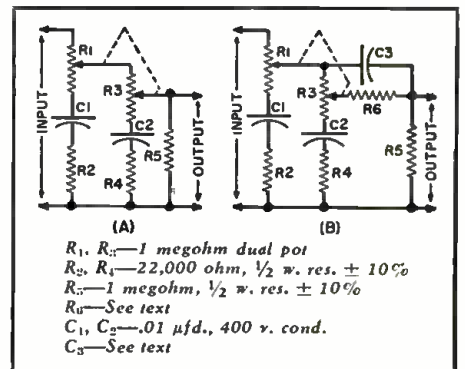 R1 R1
C3
R3 R3
R6
INPUT C1 C2 R5 OUTPUT INPUT C1 C2 R5 OUTPUT
R2 R4 R2 R4
(A) (B)
R₁, R₃—1 megohm dual pot
R₂, R₄—22,000 ohm, ½ w. res. ± 10%
R₅—1 megohm, ½ w. res. ± 10%
R₆—See text
C₁, C₂—.01 µfd., 400 v. cond.
C₃—See text